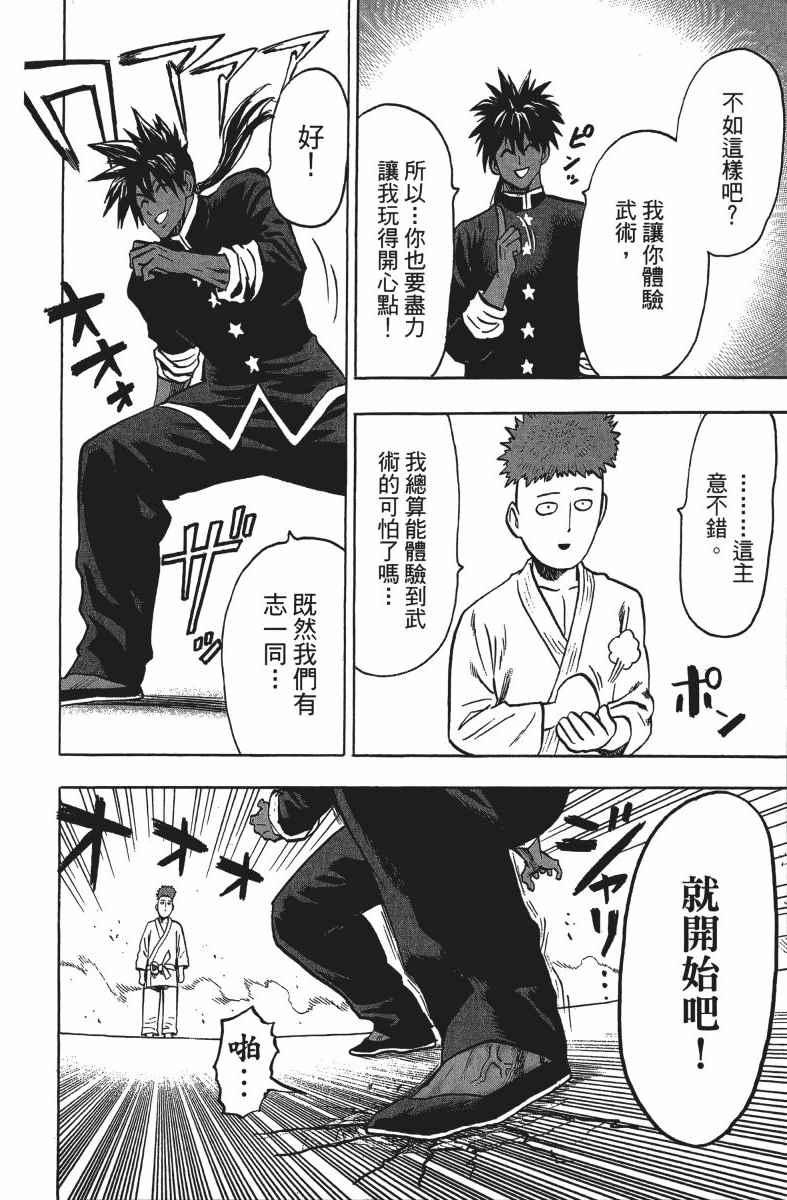 不如這樣吧？
我讓你體驗
武術，
ピン
所以…你也要盡力
讓我玩得開心點！
………這主
意不錯。
我總算能體驗到武
術的可怕了嗎…
ポン
ワアアア
好！
オオオ
ザッ
既然我們有
志一同…
就開始吧！
ジャリ…
オオオ
啪…